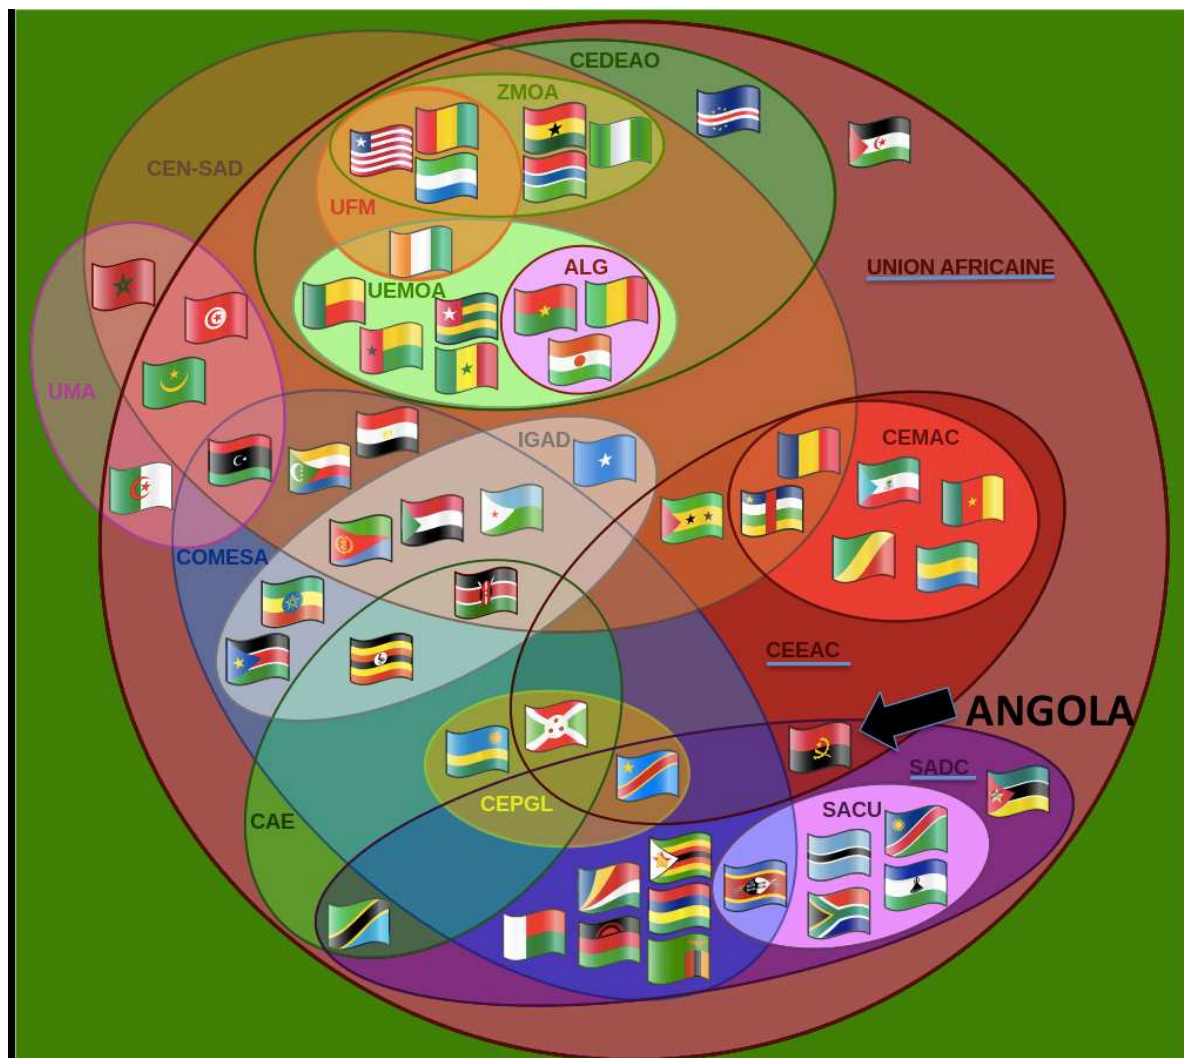 CEDEAO
ZMOA
CEN-SAD
UFM
ALG
UNION AFRICAINE
UEMOA
UMA
IGAD
CEMAC
COMESA
CEEAC
ANGOLA
SADC
CEPGL
SACU
CAE